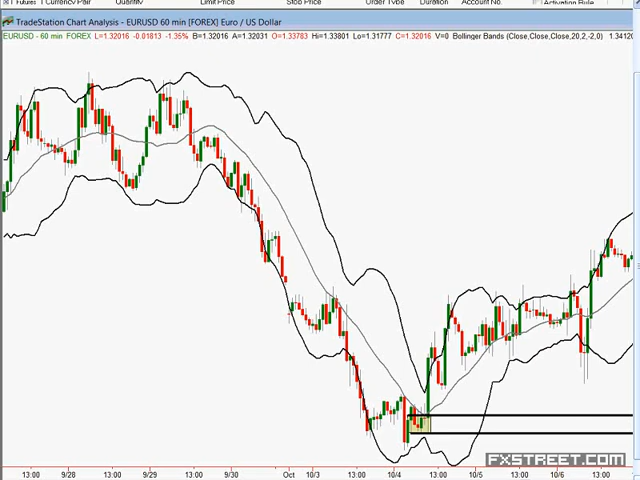 Futures Currency Pair Quantity Limit Price Stop Price Order Type Duration Account No. Activation Rule
TradeStation Chart Analysis - EURUSD 60 min [FOREX] Euro / US Dollar
EURUSD - 60 min FOREX L=1.32016 -0.01813 -1.35% B=1.32016 A=1.32031 O=1.33783 Hi=1.33801 Lo=1.31777 C=1.32016 V=0 Bollinger Bands (Close,Close,Close,20,2,-2,0) 1.3412
FXSTREET.COM
13:00 9/28 13:00 9/29 13:00 9/30 13:00 Oct 10/3 13:00 10/4 13:00 10/5 13:00 10/6 13:00